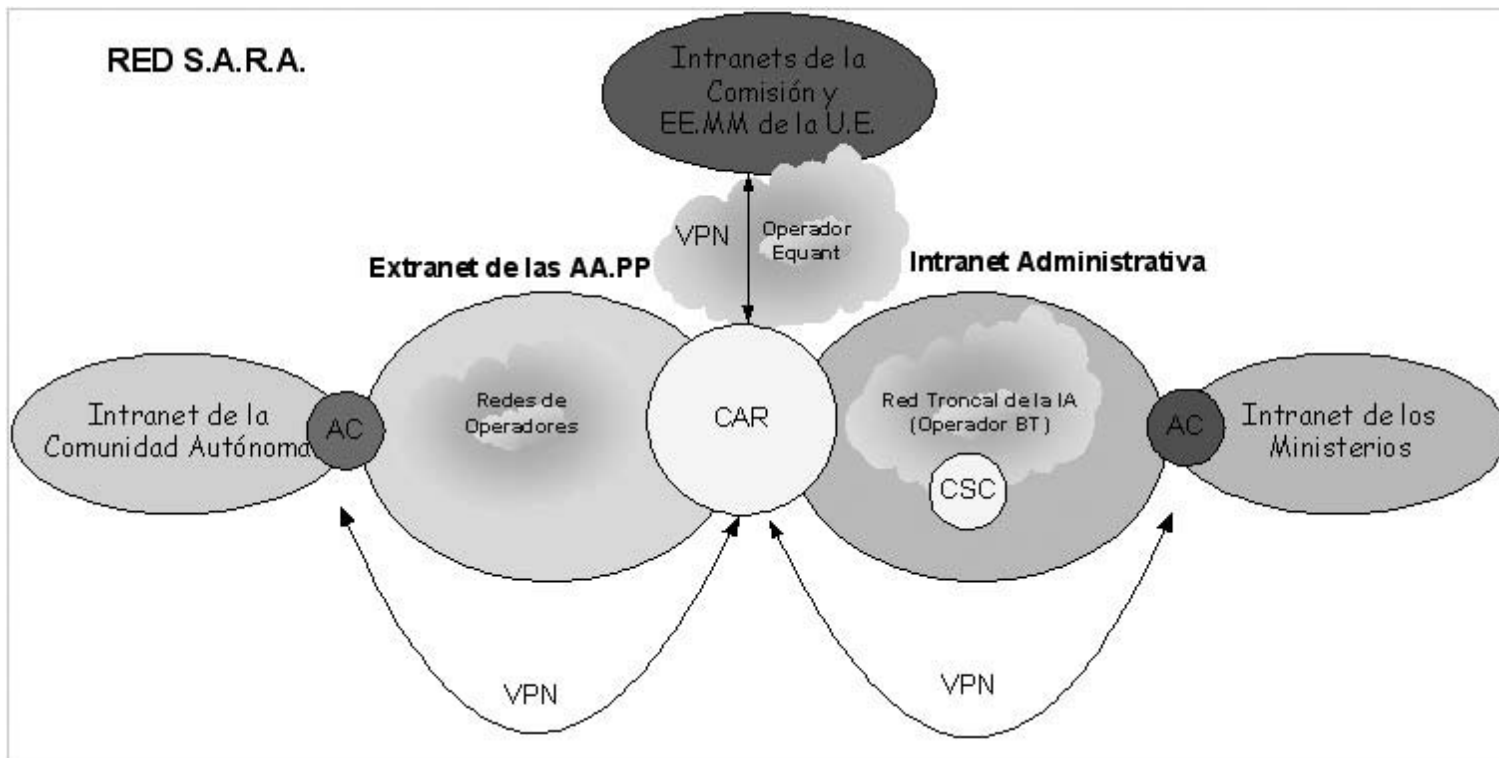 RED S.A.R.A.
Intranets de la
Comisión y
EE.MM de la U.E.
VPN
Operador
Equant
Extranet de las AA.PP
Intranet Administrativa
Intranet de la
Comunidad Autónoma
AC
Redes de
Operadores
CAR
Red Troncal de la IA
(Operador BT)
CSC
AC
Intranet de los
Ministerios
VPN
VPN